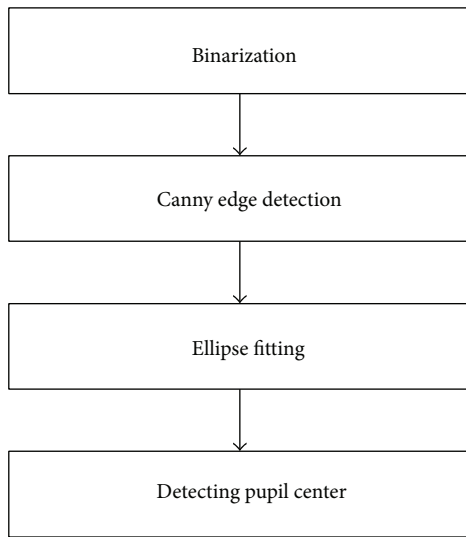 Binarization
Canny edge detection
Ellipse fitting
Detecting pupil center